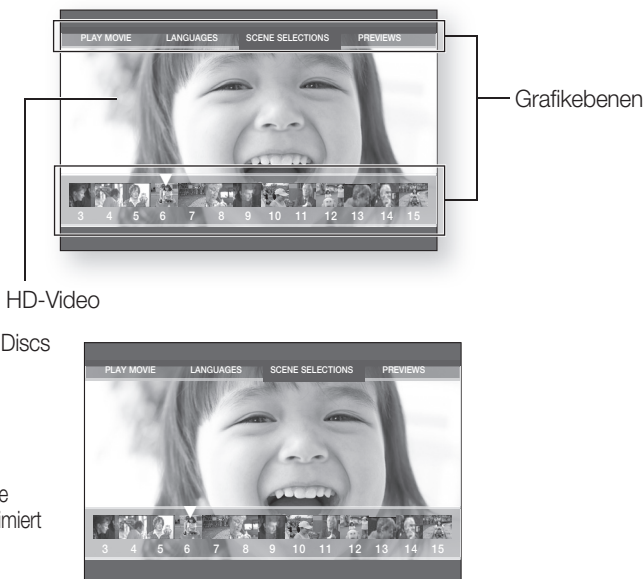 PLAY MOVIE LANGUAGES SCENE SELECTIONS PREVIEWS
Grafikebenen
3 4 5 6 7 8 9 10 11 12 13 14 15
HD-Video
Discs
PLAY MOVIE LANGUAGES SCENE SELECTIONS PREVIEWS
e
imiert
3 4 5 6 7 8 9 10 11 12 13 14 15